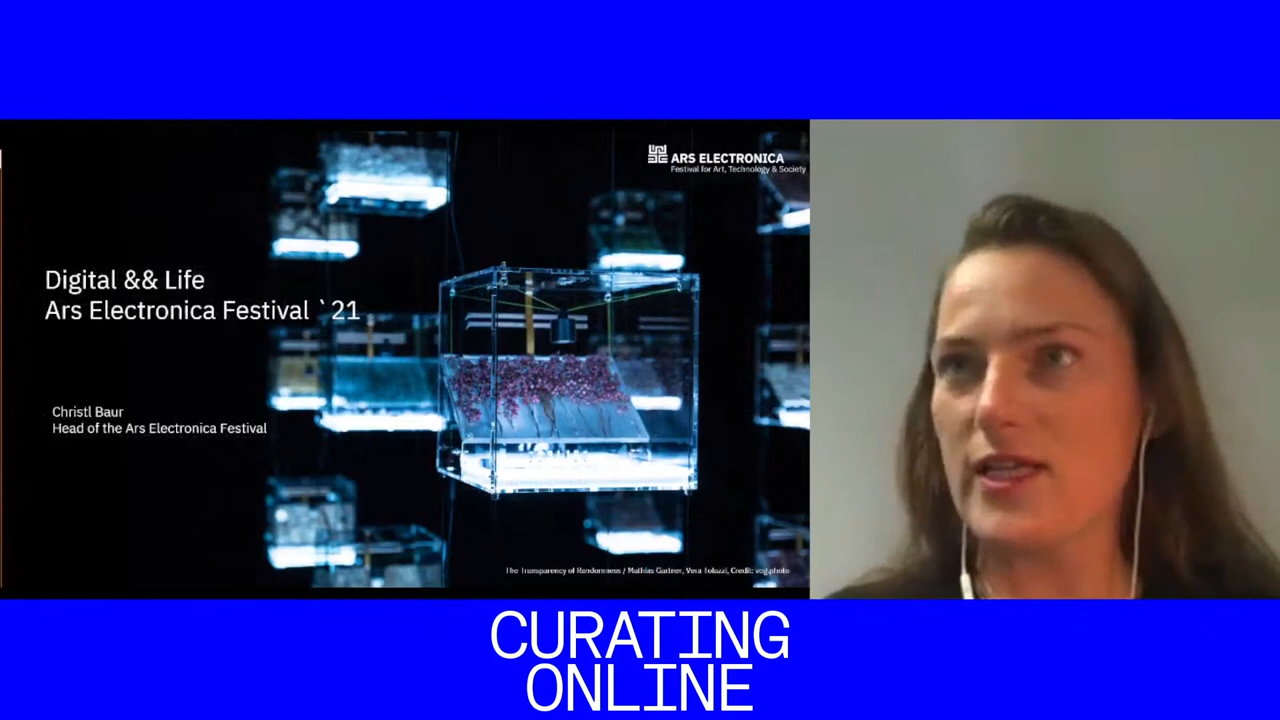 ARS ELECTRONICA
Festival for Art, Technology & Society
Digital && Life
Ars Electronica Festival `21
Christl Baur
Head of the Ars Electronica Festival
The Transparency of Randomness / Mathias Gartner, Vera Tolazzi, Credit: vog.photo
CURATING
ONLINE